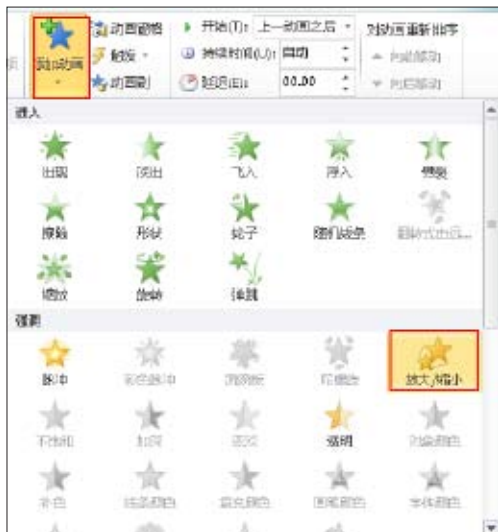 动画窗格 开始(T): 上一动画之后 对动画重新排序
添加动画 触发 持续时间(U): 自动 向前移动
动画刷 延迟(E): 00.00 向后移动
进入
出现 淡出 飞入 浮入 劈裂
擦除 形状 轮子 随机线条 翻转式由远...
缩放 旋转 弹跳
强调
脉冲 彩色脉冲 跷跷板 陀螺旋 放大/缩小
不饱和 加深 变淡 透明 对象颜色
补色 线条颜色 填充颜色 画笔颜色 字体颜色